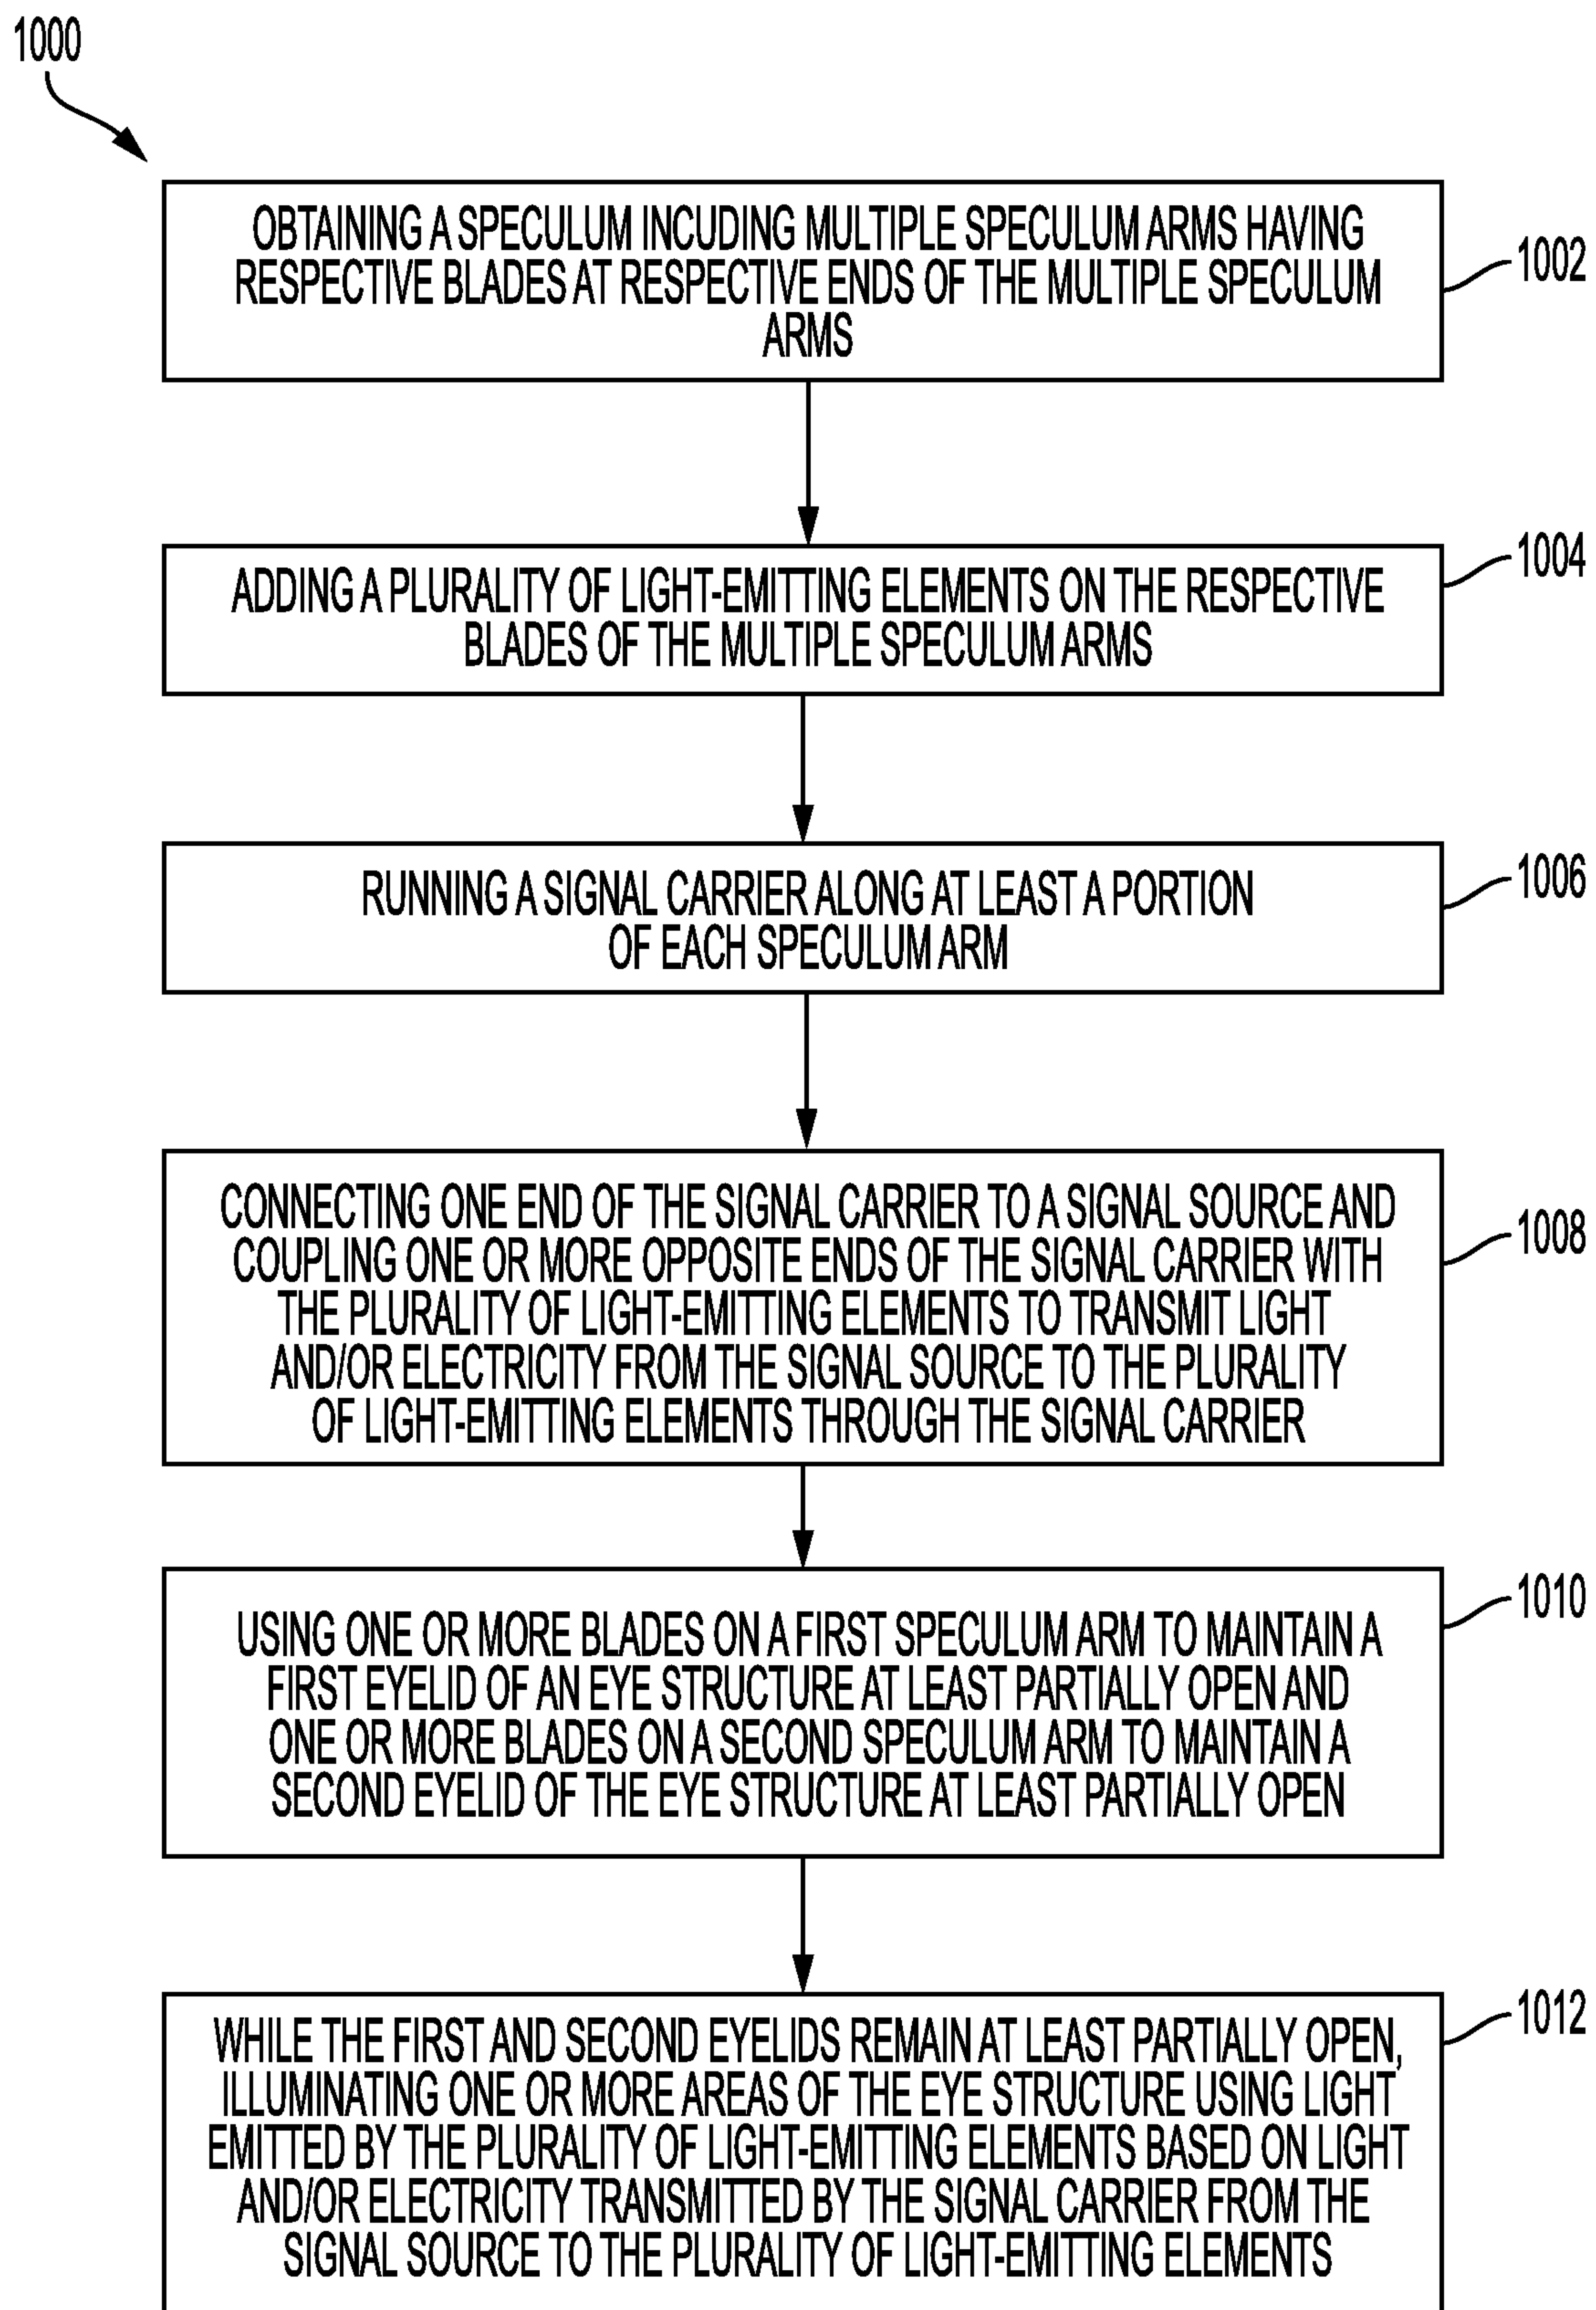 1000
OBTAINING A SPECULUM INCUDING MULTIPLE SPECULUM ARMS HAVING
RESPECTIVE BLADES AT RESPECTIVE ENDS OF THE MULTIPLE SPECULUM
ARMS
1002
ADDING A PLURALITY OF LIGHT-EMITTING ELEMENTS ON THE RESPECTIVE
BLADES OF THE MULTIPLE SPECULUM ARMS
1004
RUNNING A SIGNAL CARRIER ALONG AT LEAST A PORTION
OF EACH SPECULUM ARM
1006
CONNECTING ONE END OF THE SIGNAL CARRIER TO A SIGNAL SOURCE AND
COUPLING ONE OR MORE OPPOSITE ENDS OF THE SIGNAL CARRIER WITH
THE PLURALITY OF LIGHT-EMITTING ELEMENTS TO TRANSMIT LIGHT
AND/OR ELECTRICITY FROM THE SIGNAL SOURCE TO THE PLURALITY
OF LIGHT-EMITTING ELEMENTS THROUGH THE SIGNAL CARRIER
1008
USING ONE OR MORE BLADES ON A FIRST SPECULUM ARM TO MAINTAIN A
FIRST EYELID OF AN EYE STRUCTURE AT LEAST PARTIALLY OPEN AND
ONE OR MORE BLADES ON A SECOND SPECULUM ARM TO MAINTAIN A
SECOND EYELID OF THE EYE STRUCTURE AT LEAST PARTIALLY OPEN
1010
WHILE THE FIRST AND SECOND EYELIDS REMAIN AT LEAST PARTIALLY OPEN,
ILLUMINATING ONE OR MORE AREAS OF THE EYE STRUCTURE USING LIGHT
EMITTED BY THE PLURALITY OF LIGHT-EMITTING ELEMENTS BASED ON LIGHT
AND/OR ELECTRICITY TRANSMITTED BY THE SIGNAL CARRIER FROM THE
SIGNAL SOURCE TO THE PLURALITY OF LIGHT-EMITTING ELEMENTS
1012